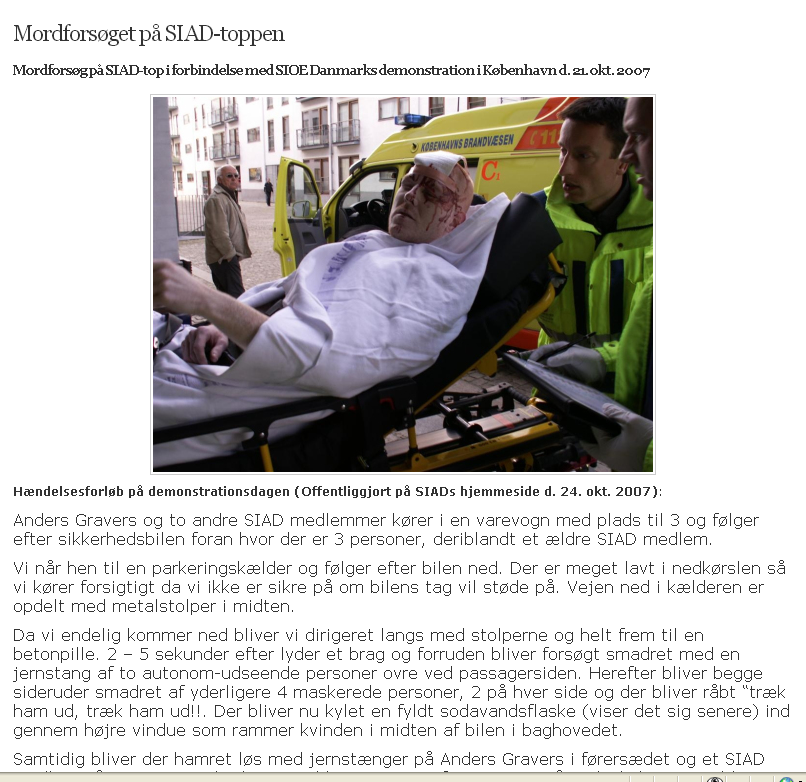 Mordforsøget på SIAD-toppen
Mordforsøg på SIAD-top i forbindelse med SIOE Danmarks demonstration i København d. 21. okt. 2007
KØBENHAVNS BRANDVÆSEN
112
C1
Hændelsesforløb på demonstrationsdagen (Offentliggjort på SIADs hjemmeside d. 24. okt. 2007):
Anders Gravers og to andre SIAD medlemmer kører i en varevogn med plads til 3 og følger
efter sikkerhedsbilen foran hvor der er 3 personer, deriblandt et ældre SIAD medlem.
Vi når hen til en parkeringskælder og følger efter bilen ned. Der er meget lavt i nedkørslen så
vi kører forsigtigt da vi ikke er sikre på om bilens tag vil støde på. Vejen ned i kælderen er
opdelt med metalstolper i midten.
Da vi endelig kommer ned bliver vi dirigeret langs med stolperne og helt frem til en
betonpille. 2 – 5 sekunder efter lyder et brag og forruden bliver forsøgt smadret med en
jernstang af to autonom-udseende personer ovre ved passagersiden. Herefter bliver begge
sideruder smadret af yderligere 4 maskerede personer, 2 på hver side og der bliver råbt “træk
ham ud, træk ham ud!!. Der bliver nu kylet en fyldt sodavandsflaske (viser det sig senere) ind
gennem højre vindue som rammer kvinden i midten af bilen i baghovedet.
Samtidig bliver der hamret løs med jernstænger på Anders Gravers i førersædet og et SIAD